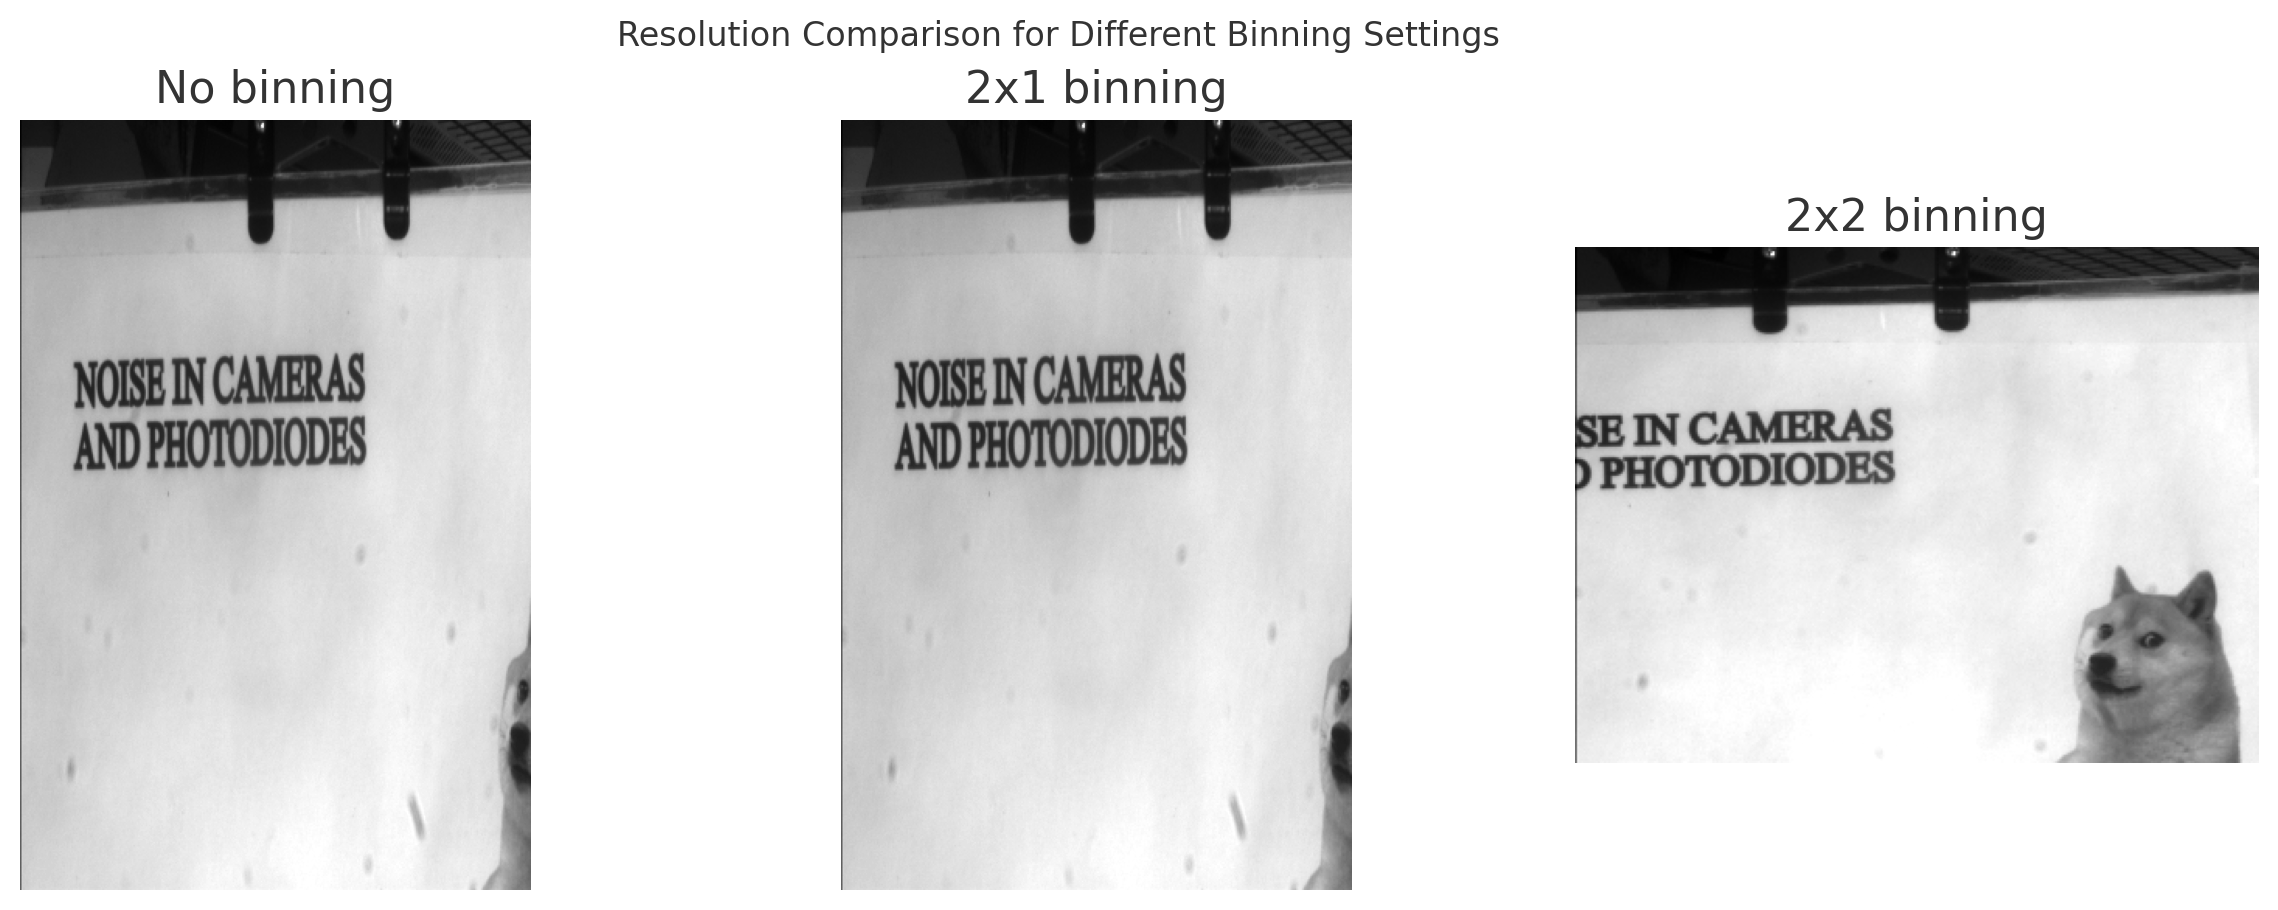 Resolution Comparison for Different Binning Settings
No binning
NOISE IN CAMERAS
AND PHOTODIODES
2x1 binning
NOISE IN CAMERAS
AND PHOTODIODES
2x2 binning
SE IN CAMERAS
PHOTODIODES